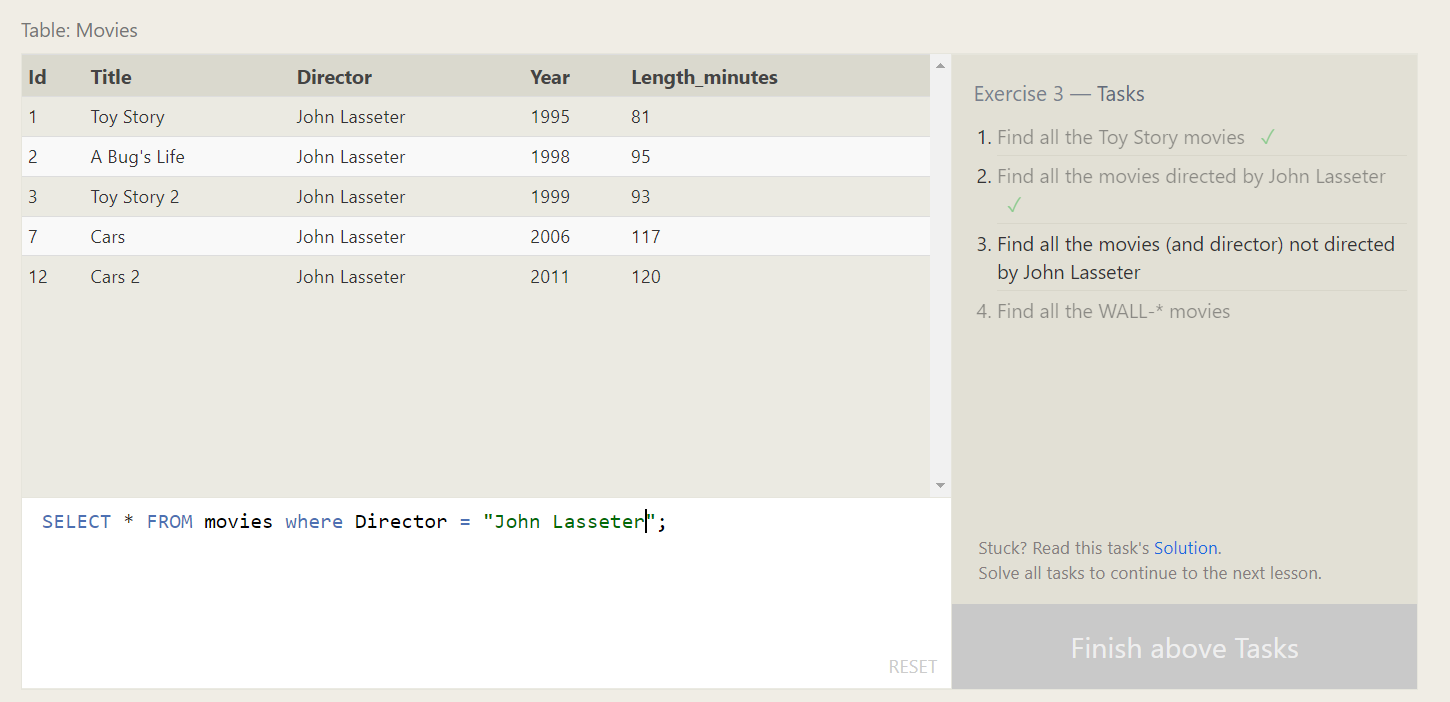 Table: Movies
Id Title Director Year Length_minutes
1 Toy Story John Lasseter 1995 81
2 A Bug's Life John Lasseter 1998 95
3 Toy Story 2 John Lasseter 1999 93
7 Cars John Lasseter 2006 117
12 Cars 2 John Lasseter 2011 120
SELECT * FROM movies where Director = "John Lasseter";
RESET
Exercise 3 — Tasks
1. Find all the Toy Story movies ✓
2. Find all the movies directed by John Lasseter
✓
3. Find all the movies (and director) not directed
by John Lasseter
4. Find all the WALL-* movies
Stuck? Read this task's Solution.
Solve all tasks to continue to the next lesson.
Finish above Tasks